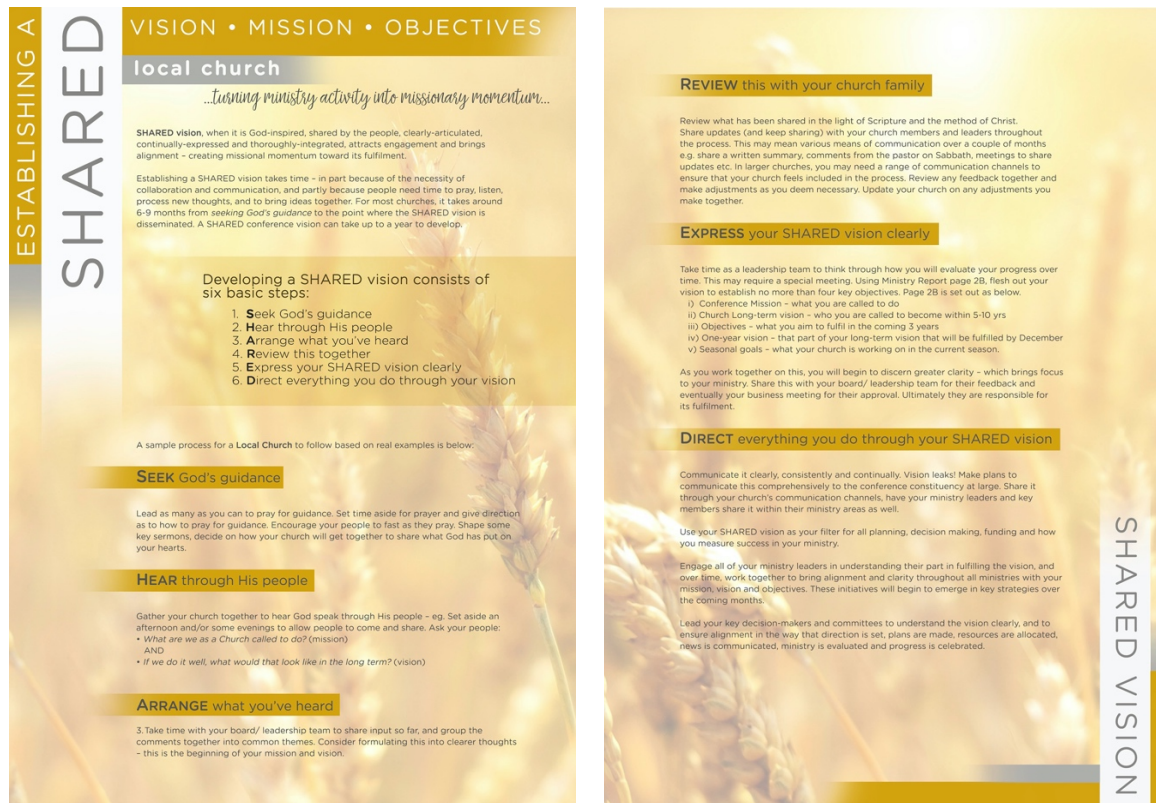 ESTABLISHING A
SHARED
VISION • MISSION • OBJECTIVES
local church
...turning ministry activity into missionary momentum...
SHARED vision, when it is God-inspired, shared by the people, clearly-articulated,
continually-expressed and thoroughly-integrated, attracts engagement and brings
alignment – creating missional momentum toward its fulfilment.
Establishing a SHARED vision takes time – in part because of the necessity of
collaboration and communication, and partly because people need time to pray, listen,
process new thoughts, and to bring ideas together. For most churches, it takes around
6-9 months from seeking God's guidance to the point where the SHARED vision is
disseminated. A SHARED conference vision can take up to a year to develop.
Developing a SHARED vision consists of
six basic steps:
1. Seek God's guidance
2. Hear through His people
3. Arrange what you've heard
4. Review this together
5. Express your SHARED vision clearly
6. Direct everything you do through your vision
A sample process for a Local Church to follow based on real examples is below:
SEEK God's guidance
Lead as many as you can to pray for guidance. Set time aside for prayer and give direction
as to how to pray for guidance. Encourage your people to fast as they pray. Shape some
key sermons, decide on how your church will get together to share what God has put on
your hearts.
HEAR through His people
Gather your church together to hear God speak through His people – eg. Set aside an
afternoon and/or some evenings to allow people to come and share. Ask your people:
• What are we as a Church called to do? (mission)
AND
• If we do it well, what would that look like in the long term? (vision)
ARRANGE what you've heard
3. Take time with your board/ leadership team to share input so far, and group the
comments together into common themes. Consider formulating this into clearer thoughts
– this is the beginning of your mission and vision.
REVIEW this with your church family
Review what has been shared in the light of Scripture and the method of Christ.
Share updates (and keep sharing) with your church members and leaders throughout
the process. This may mean various means of communication over a couple of months
e.g. share a written summary, comments from the pastor on Sabbath, meetings to share
updates etc. In larger churches, you may need a range of communication channels to
ensure that your church feels included in the process. Review any feedback together and
make adjustments as you deem necessary. Update your church on any adjustments you
make together.
EXPRESS your SHARED vision clearly
Take time as a leadership team to think through how you will evaluate your progress over
time. This may require a special meeting. Using Ministry Report page 2B, flesh out your
vision to establish no more than four key objectives. Page 2B is set out as below.
i) Conference Mission – what you are called to do
ii) Church Long-term vision – who you are called to become within 5-10 yrs
iii) Objectives – what you aim to fulfil in the coming 3 years
iv) One-year vision – that part of your long-term vision that will be fulfilled by December
v) Seasonal goals – what your church is working on in the current season.
As you work together on this, you will begin to discern greater clarity – which brings focus
to your ministry. Share this with your board/ leadership team for their feedback and
eventually your business meeting for their approval. Ultimately they are responsible for
its fulfilment.
DIRECT everything you do through your SHARED vision
Communicate it clearly, consistently and continually. Vision leaks! Make plans to
communicate this comprehensively to the conference constituency at large. Share it
through your church's communication channels, have your ministry leaders and key
members share it within their ministry areas as well.
Use your SHARED vision as your filter for all planning, decision making, funding and how
you measure success in your ministry.
Engage all of your ministry leaders in understanding their part in fulfilling the vision, and
over time, work together to bring alignment and clarity throughout all ministries with your
mission, vision and objectives. These initiatives will begin to emerge in key strategies over
the coming months.
Lead your key decision-makers and committees to understand the vision clearly, and to
ensure alignment in the way that direction is set, plans are made, resources are allocated,
news is communicated, ministry is evaluated and progress is celebrated.
SHARED VISION